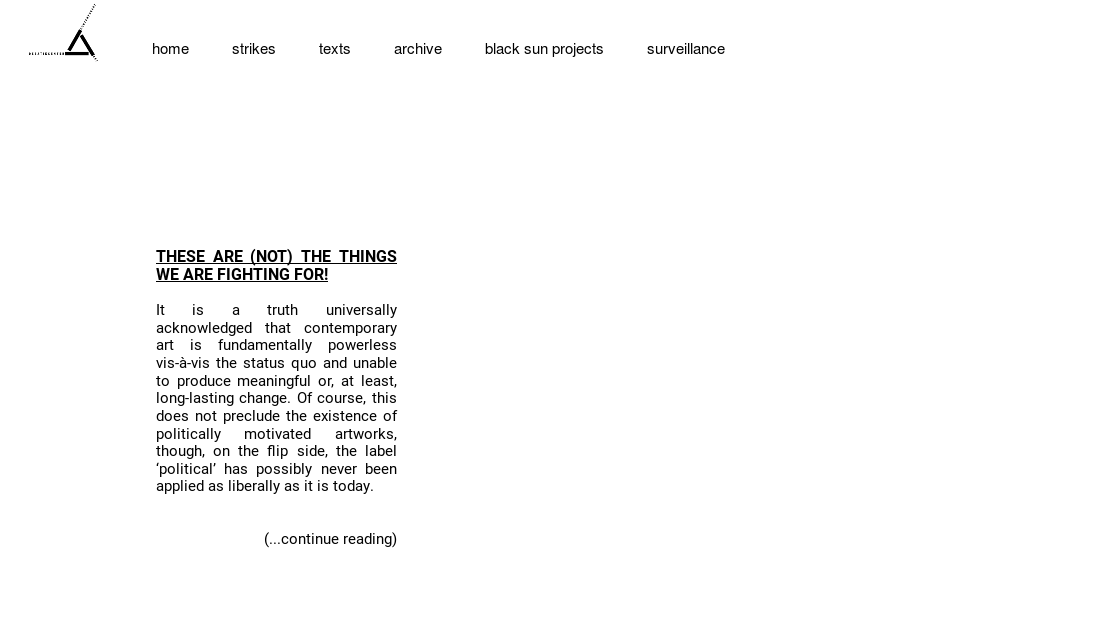 home strikes texts archive black sun projects surveillance
THESE ARE (NOT) THE THINGS
WE ARE FIGHTING FOR!
It is a truth universally
acknowledged that contemporary
art is fundamentally powerless
vis-à-vis the status quo and unable
to produce meaningful or, at least,
long-lasting change. Of course, this
does not preclude the existence of
politically motivated artworks,
though, on the flip side, the label
‘political’ has possibly never been
applied as liberally as it is today.
(...continue reading)